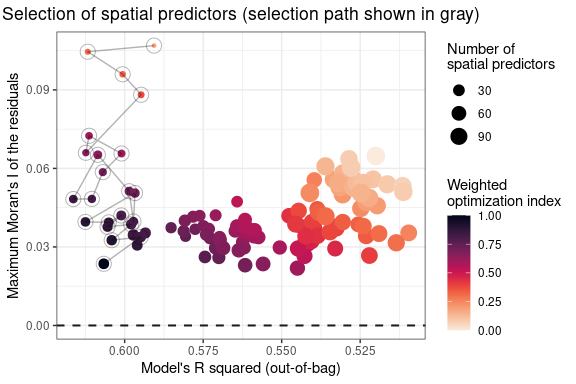 Selection of spatial predictors (selection path shown in gray)
Maximum Moran's I of the residuals
0.09
0.06
0.03
0.00
0.600
0.575
0.550
0.525
Model's R squared (out-of-bag)
Number of
spatial predictors
30
60
90
Weighted
optimization index
1.00
0.75
0.50
0.25
0.00